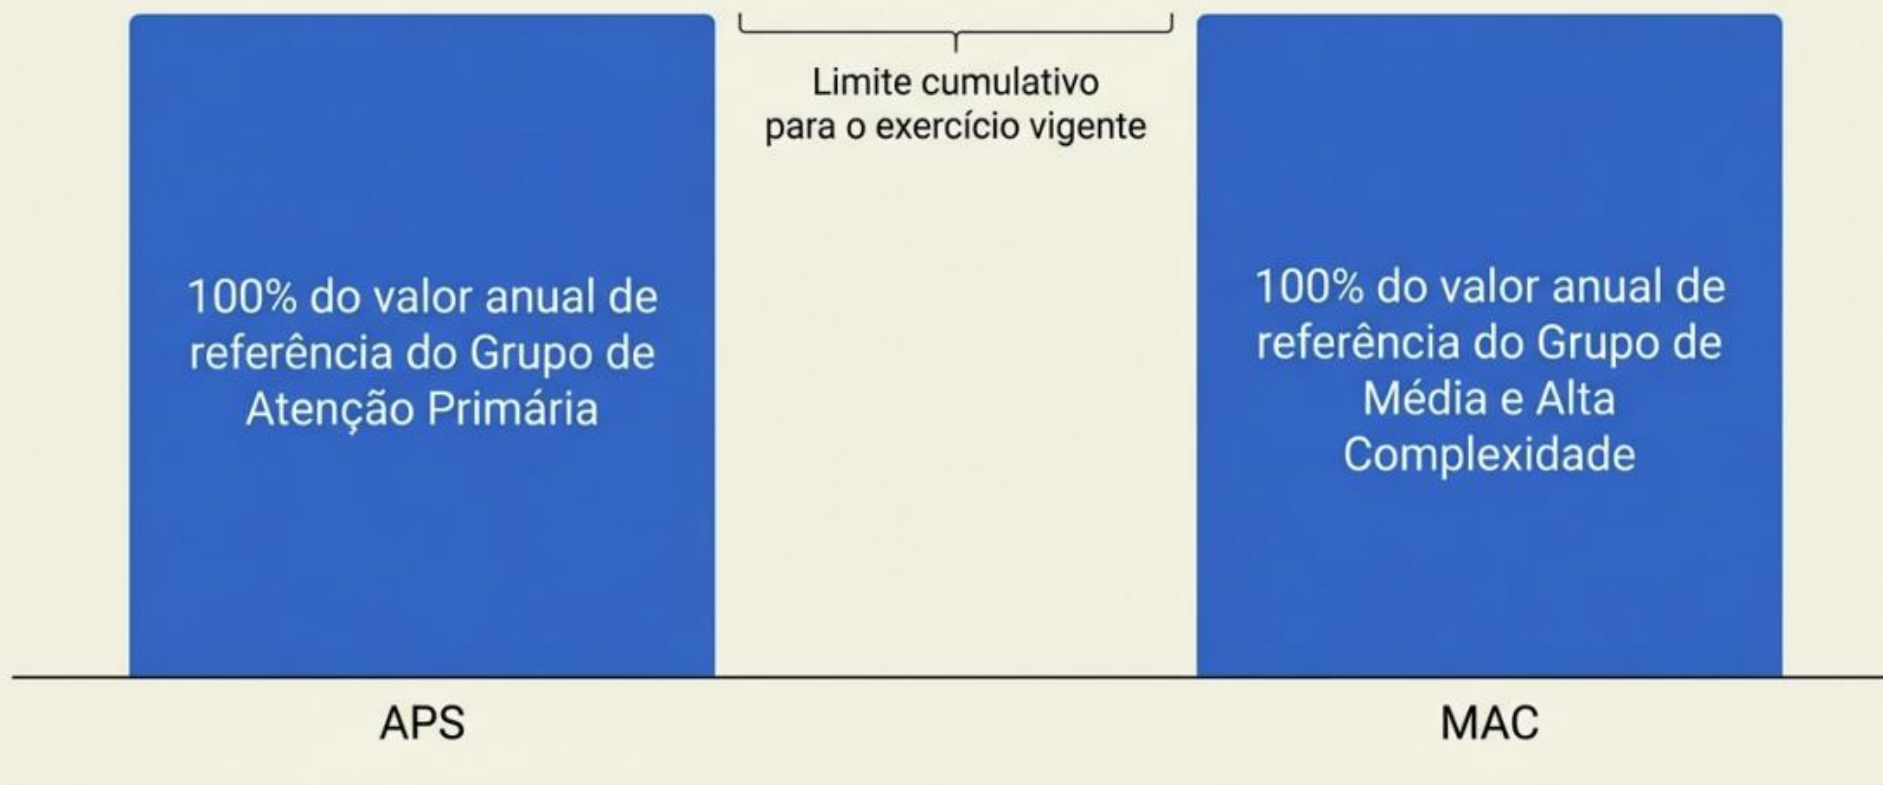 Limite cumulativo
para o exercício vigente
100% do valor anual de
referência do Grupo de
Atenção Primária
100% do valor anual de
referência do Grupo de
Média e Alta
Complexidade
APS
MAC